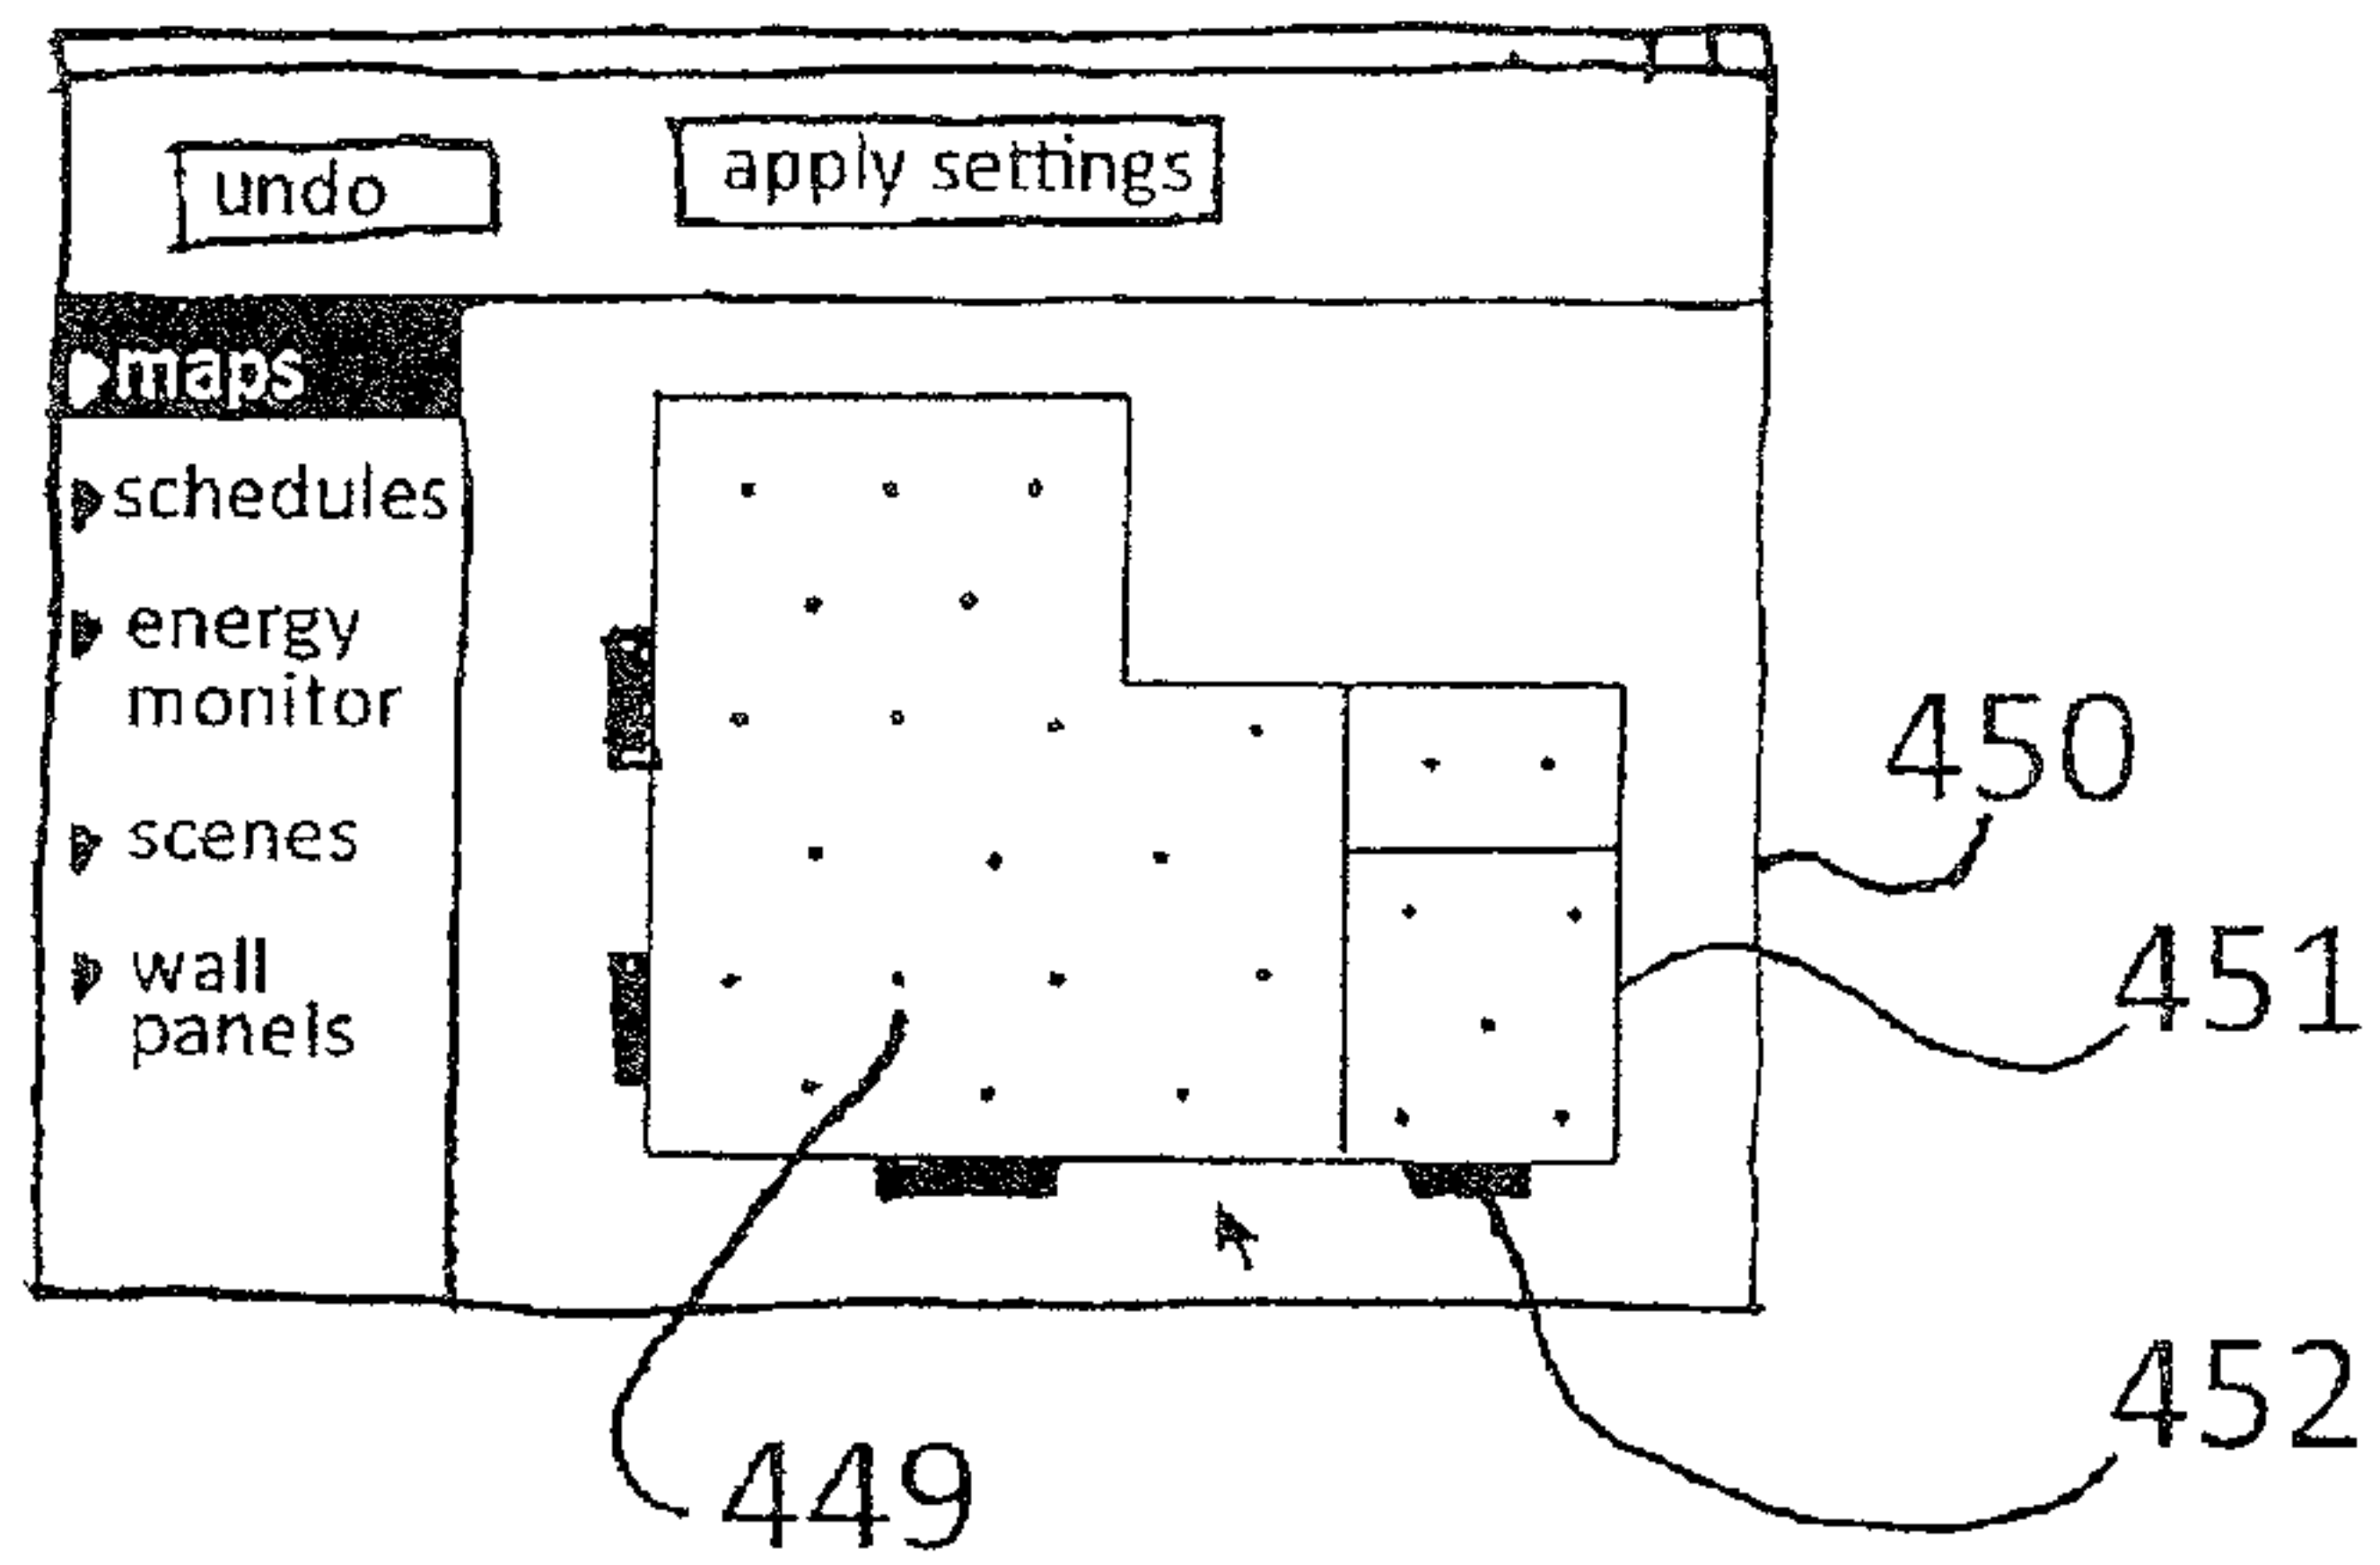 undo
apply settings
maps
schedules
energy
monitor
scenes
wall
panels
450
451
452
449